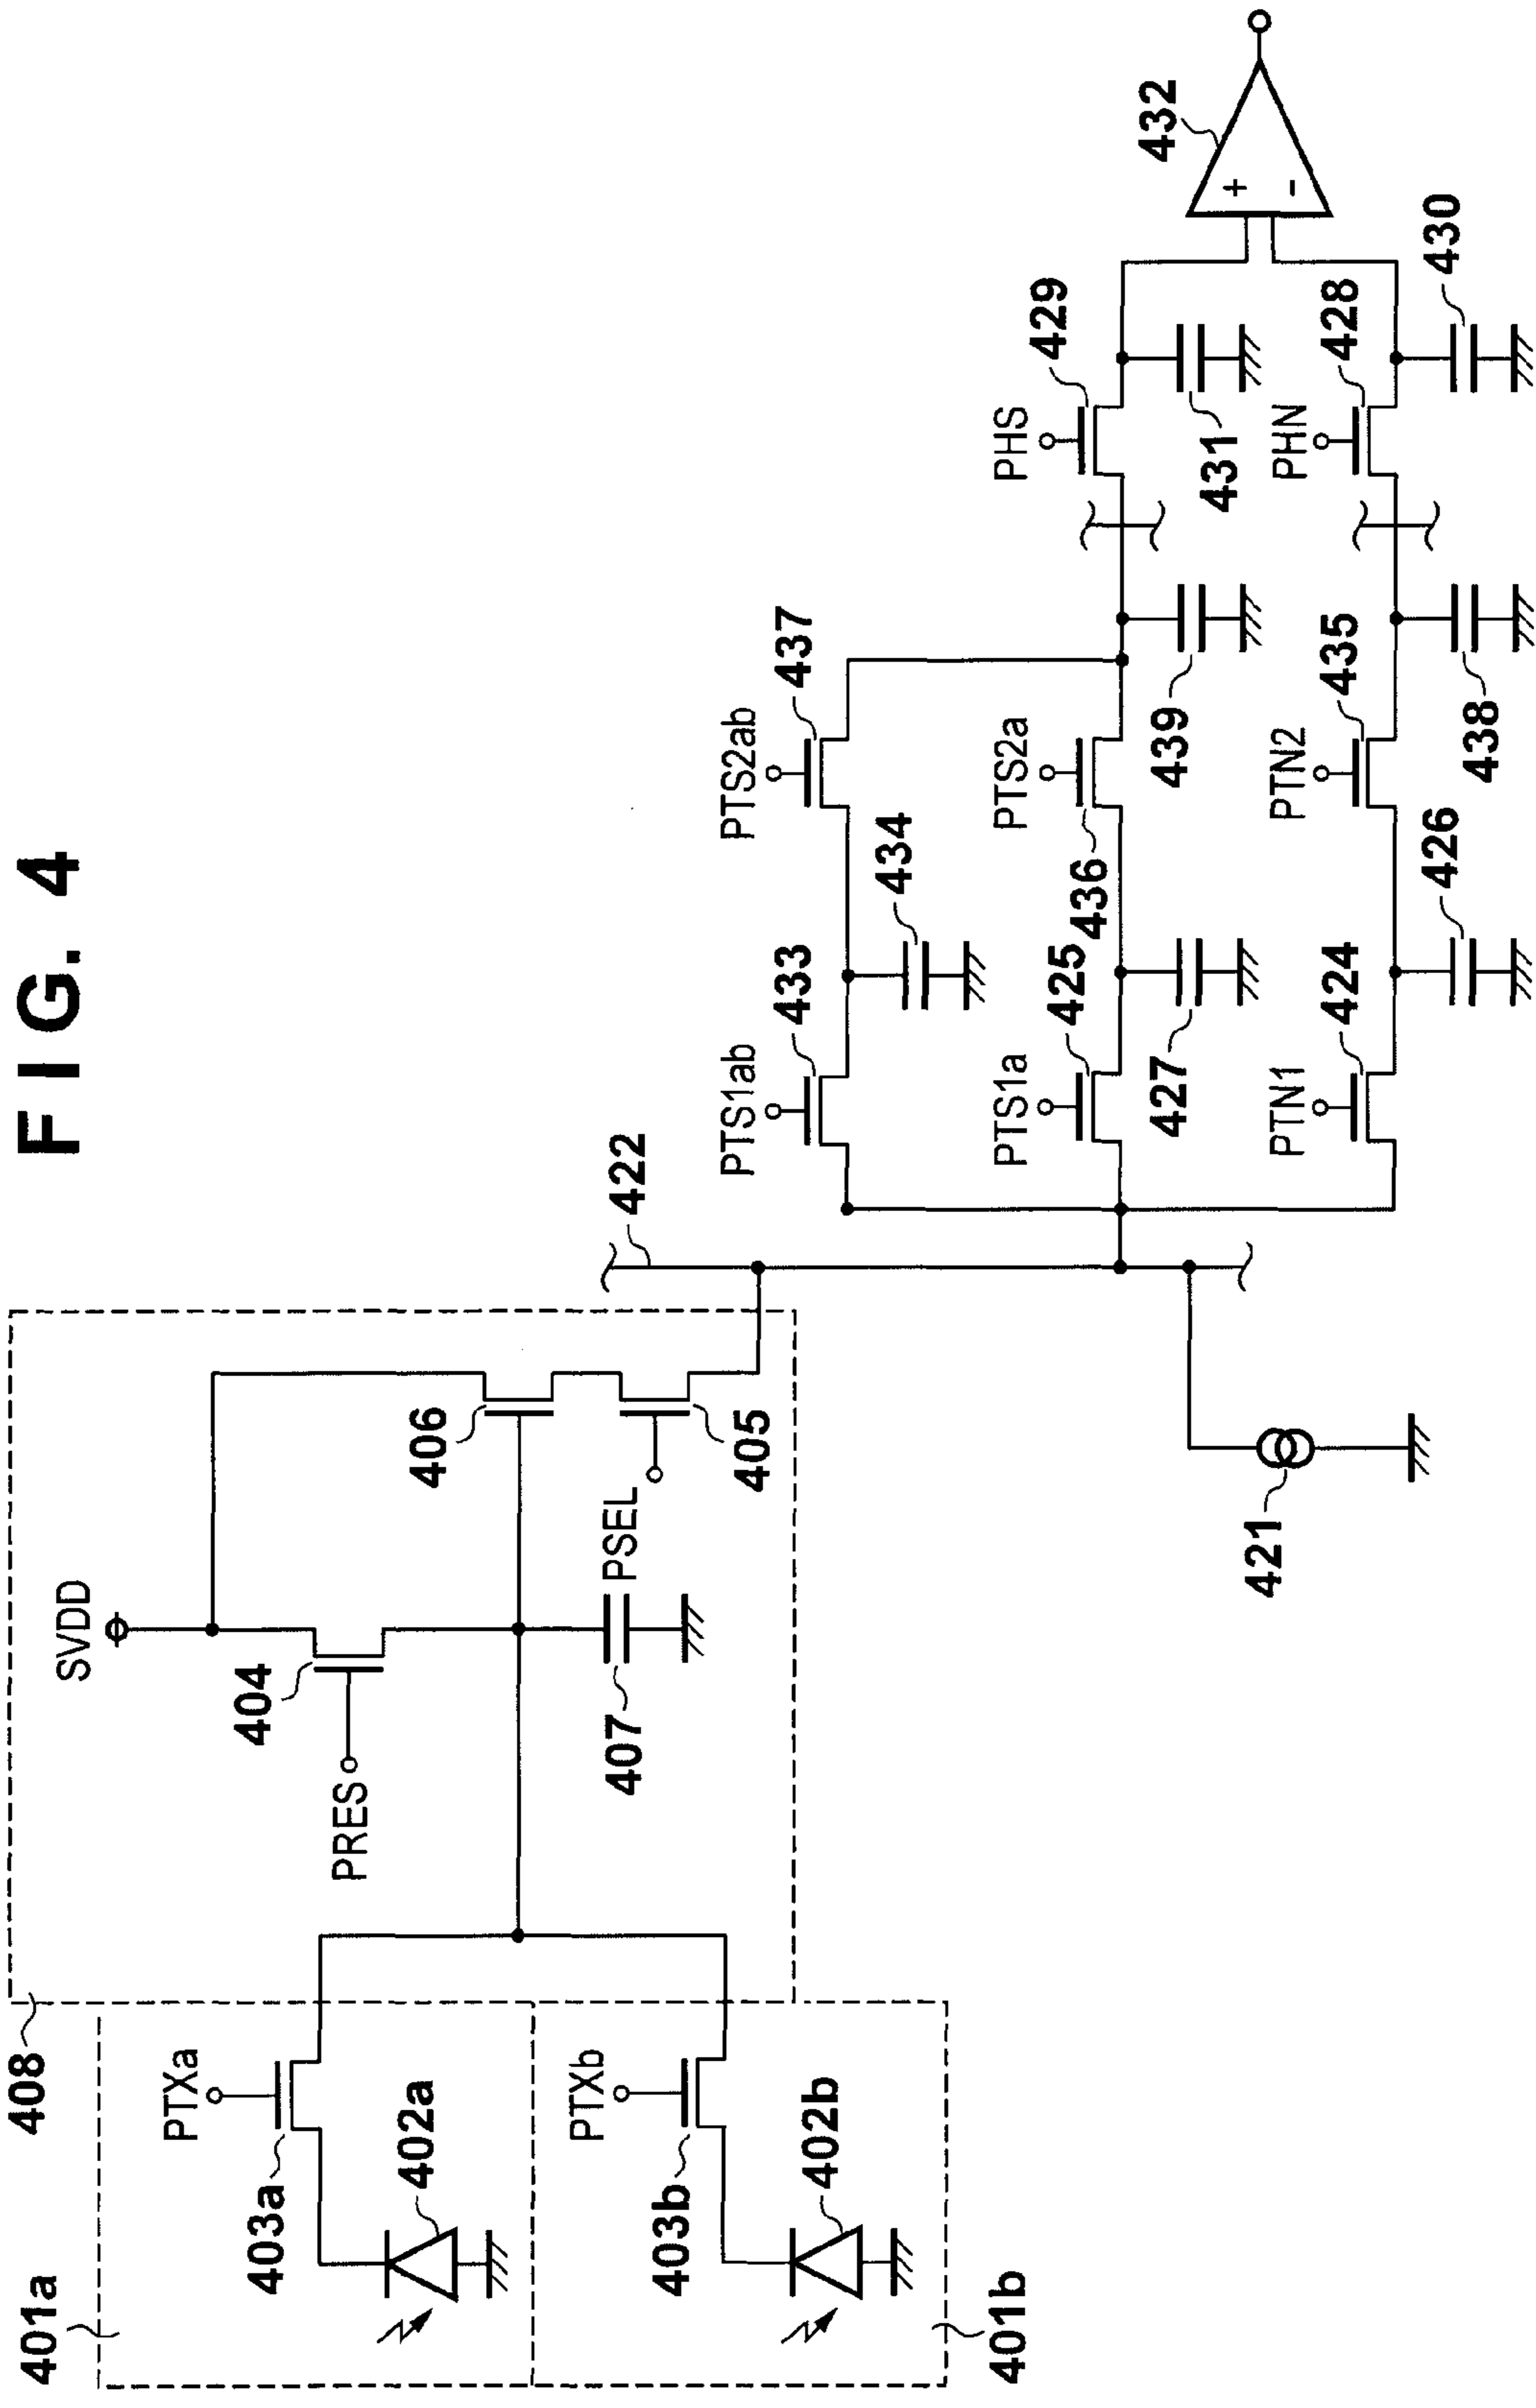 FIG. 4
401a
401b
402a
402b
403a
403b
PTXa
PTXb
408
SVDD
404
PRES
407
406
PSEL
405
421
422
PTS1ab
433
434
PTS2ab
437
PTS1a
425
427
PTS2a
436
439
PTN1
424
426
PTN2
435
438
PHS
429
431
PHN
428
430
432
+
-